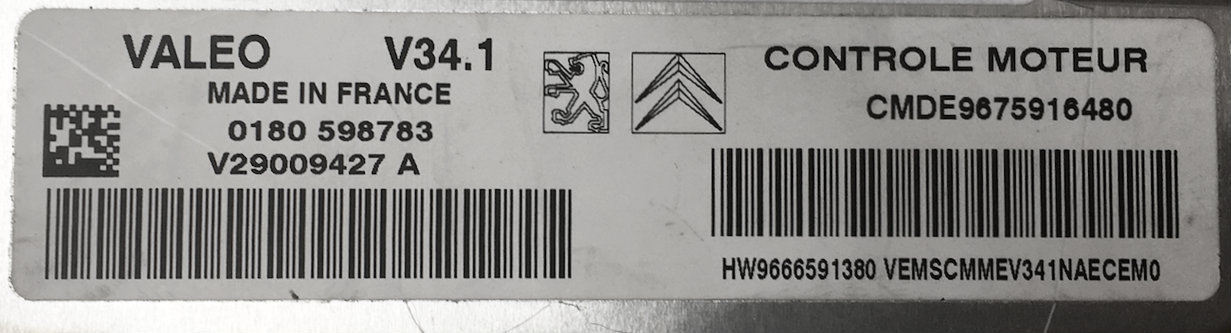 VALEO V34.1
MADE IN FRANCE
0180 598783
V29009427 A
CONTROLE MOTEUR
CMDE9675916480
HW9666591380 VEMSCMMEV341NAECEM0